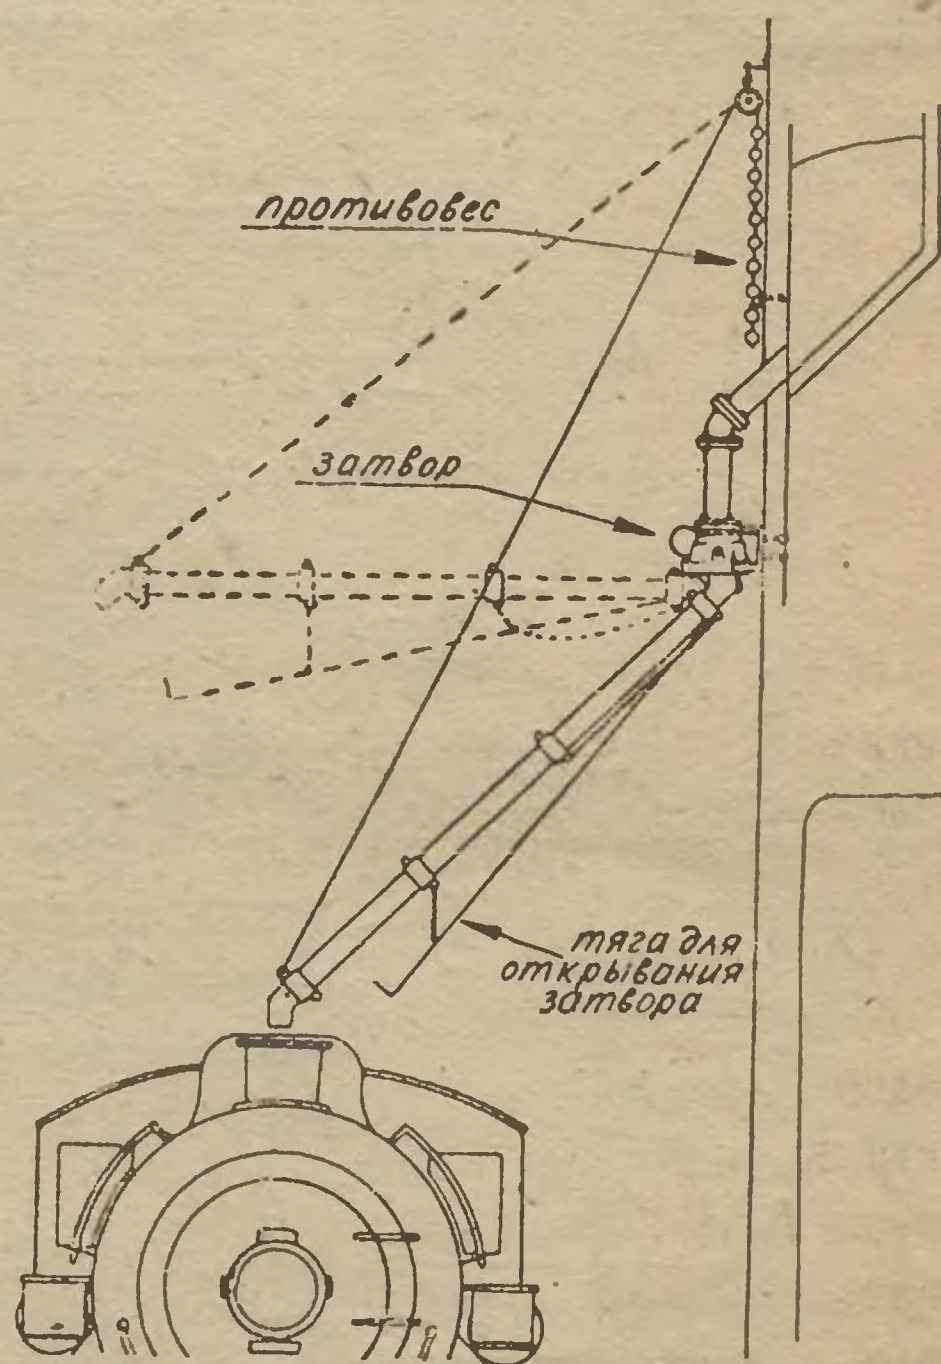 противовес
затвор
тяга для
открывания
затвора